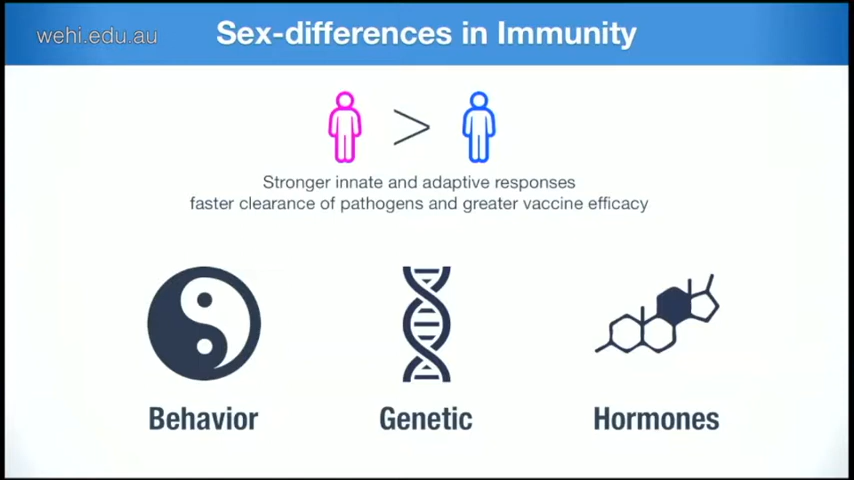 wehi.edu.au
Sex-differences in Immunity
>
Stronger innate and adaptive responses
faster clearance of pathogens and greater vaccine efficacy
Behavior
Genetic
Hormones